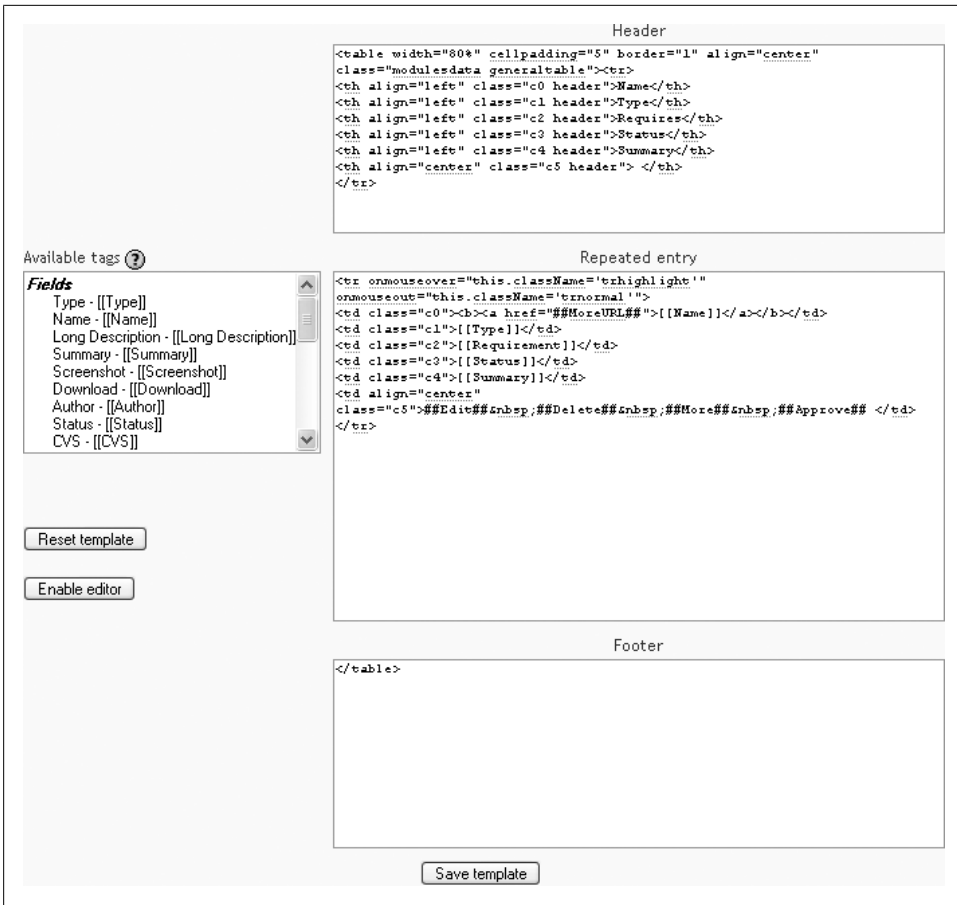 Header
<table width="80%" cellpadding="5" border="1" align="center"
class="modulesdata generaltable"><tr>
<th align="left" class="c0 header">Name</th>
<th align="left" class="c1 header">Type</th>
<th align="left" class="c2 header">Requires</th>
<th align="left" class="c3 header">Status</th>
<th align="left" class="c4 header">Summary</th>
<th align="center" class="c5 header"> </th>
</tr>
Available tags ?
Fields
Type - [[Type]]
Name - [[Name]]
Long Description - [[Long Description]]
Summary - [[Summary]]
Screenshot - [[Screenshot]]
Download - [[Download]]
Author - [[Author]]
Status - [[Status]]
CVS - [[CVS]]
Reset template
Enable editor
Repeated entry
<tr onmouseover="this.className='trhighlight'"
onmouseout="this.className='trnormal'">
<td class="c0"><b><a href="##MoreURL##">[[Name]]</a></b></td>
<td class="c1">[[Type]]</td>
<td class="c2">[[Requirement]]</td>
<td class="c3">[[Status]]</td>
<td class="c4">[[Summary]]</td>
<td align="center"
class="c5">##Edit##&nbsp;##Delete##&nbsp;##More##&nbsp;##Approve## </td>
</tr>
Footer
</table>
Save template